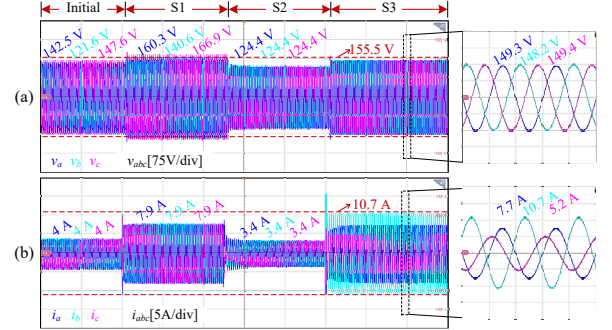 Initial S1 S2 S3
142.5 V 121.6 V 147.6 V 160.3 V 140.6 V 166.9 V 124.4 V 124.4 V 124.4 V 155.5 V 149.3 V 148.2 V 149.4 V
(a)
va vb vc vabc[75V/div]
4 A 4 A 4 A 7.9 A 7.9 A 7.9 A 3.4 A 3.4 A 3.4 A 10.7 A 7.7 A 10.7 A 5.2 A
(b)
ia ib ic iabc[5A/div]